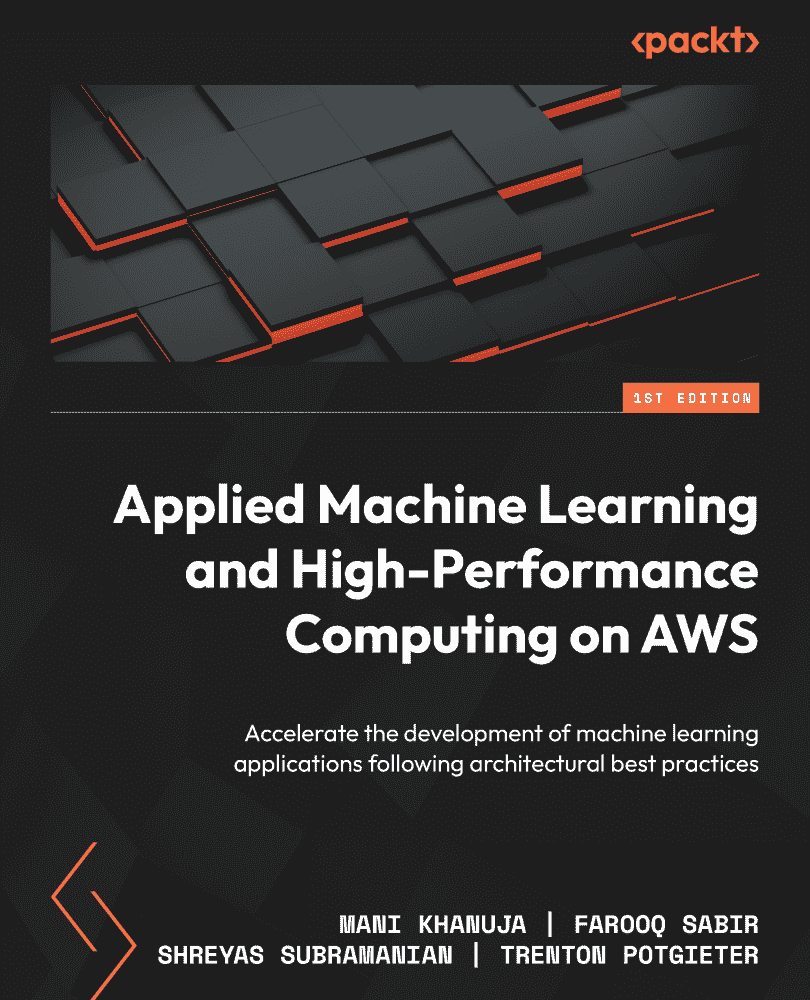 <packt>
1ST EDITION
Applied Machine Learning
and High-Performance
Computing on AWS
Accelerate the development of machine learning
applications following architectural best practices
MANI KHANUJA | FAROOQ SABIR
SHREYAS SUBRAMANIAN | TRENTON POTGIETER